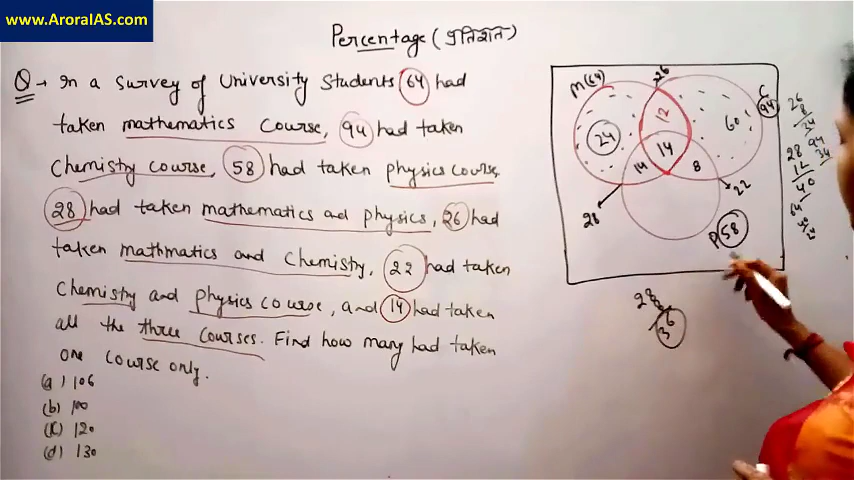 www.AroraIAS.com
Percentage (प्रतिशत)
Q → In a survey of University Students 64 had
taken mathematics course, 94 had taken
Chemistry course, 58 had taken physics course,
28 had taken mathematics and physics, 26 had
taken mathmatics and Chemistry, 22 had taken
Chemistry and physics course, and 14 had taken
all the three courses. Find how many had taken
one course only.
(a) 106
(b) 100
(c) 120
(d) 130
M(64)
26
C
94
12
24
60
14
14
8
28
22
P 58
26
8
34
94
34
28
12
40
64
28
8
36